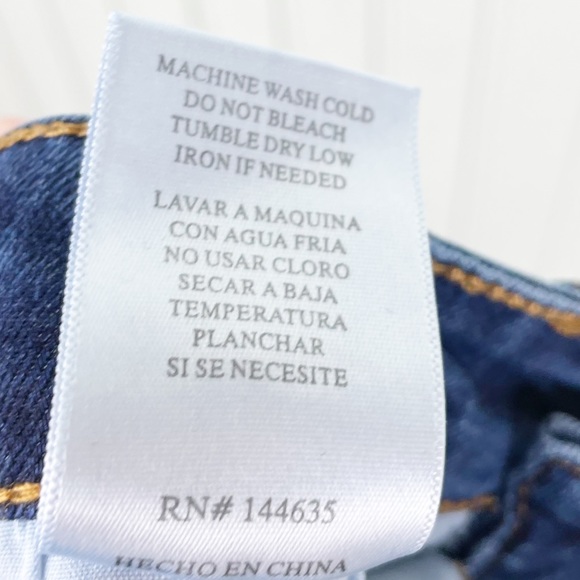 MACHINE WASH COLD
DO NOT BLEACH
TUMBLE DRY LOW
IRON IF NEEDED
LAVAR A MAQUINA
CON AGUA FRIA
NO USAR CLORO
SECAR A BAJA
TEMPERATURA
PLANCHAR
SI SE NECESITE
RN# 144635
HECHO EN CHINA